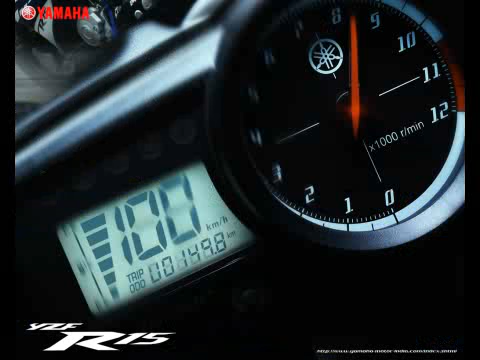 YAMAHA
8 9 10 11 12
x1000 r/min
3 2 1 0
100 km/h
TRIP ODO 00149.8 km
YZF
R15